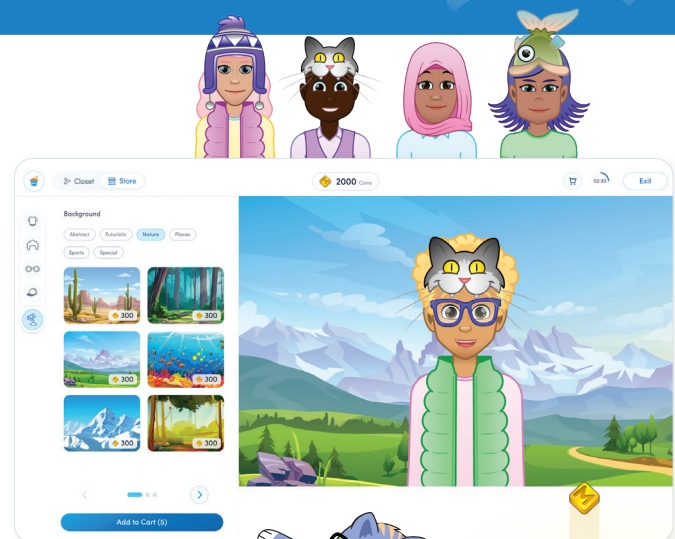 Closet Store 2000 Coins 03:30 Exit
Background
Abstract Futuristic Nature Places
Sports Special
300 300
300 300
300 300
Add to Cart (5)
M